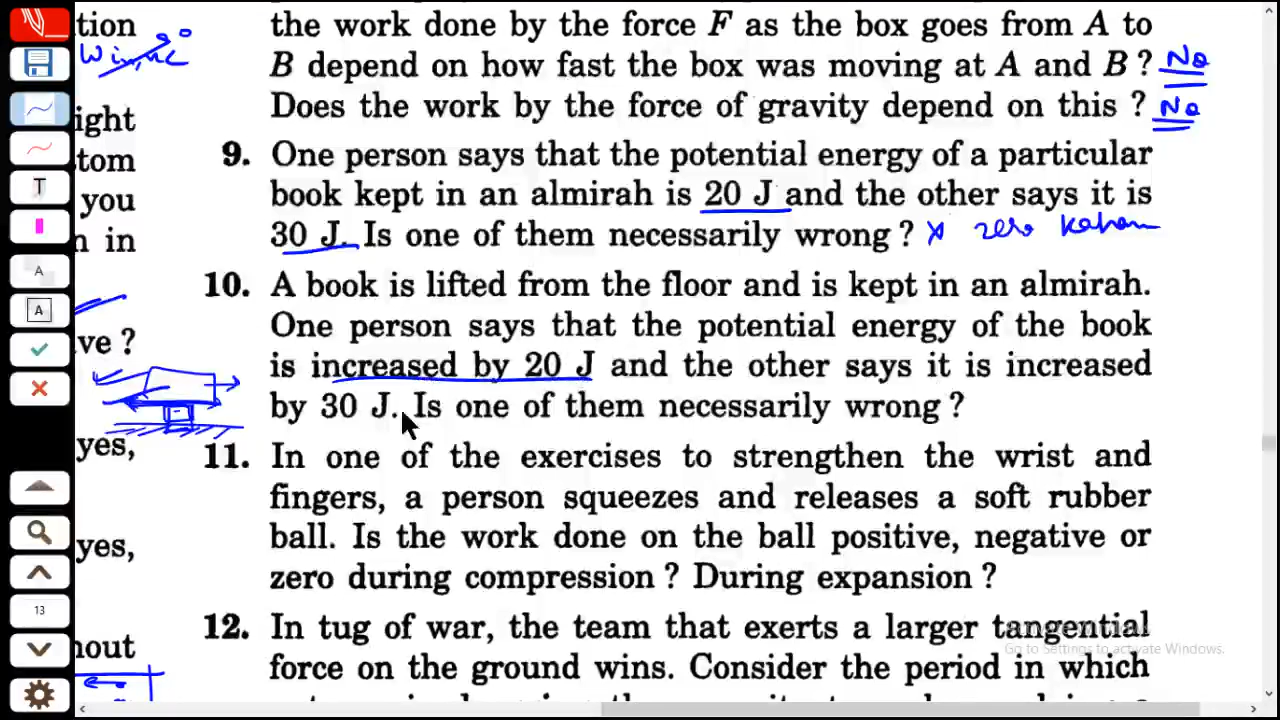 tion
the work done by the force F as the box goes from A to
B depend on how fast the box was moving at A and B ? No
Does the work by the force of gravity depend on this ? No
ight
tom
you
n in
9. One person says that the potential energy of a particular
book kept in an almirah is 20 J and the other says it is
30 J. Is one of them necessarily wrong ? zero kahan
10. A book is lifted from the floor and is kept in an almirah.
One person says that the potential energy of the book
is increased by 20 J and the other says it is increased
by 30 J. Is one of them necessarily wrong ?
ve ?
yes,
11. In one of the exercises to strengthen the wrist and
fingers, a person squeezes and releases a soft rubber
ball. Is the work done on the ball positive, negative or
zero during compression ? During expansion ?
yes,
13
12. In tug of war, the team that exerts a larger tangential
force on the ground wins. Consider the period in which
hout
T
A
A
Go to Settings to activate Windows.